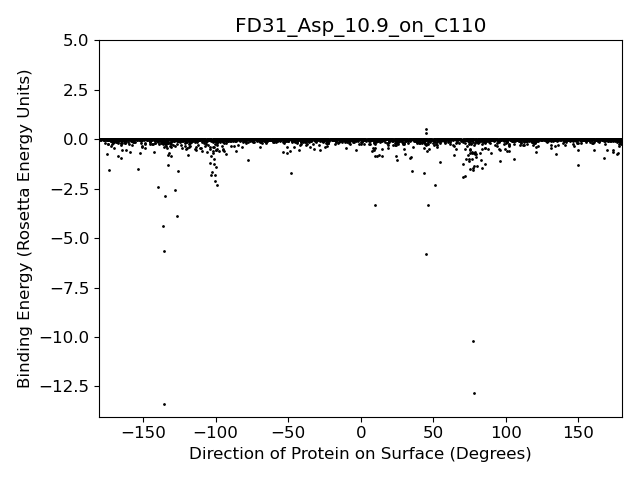 FD31_Asp_10.9_on_C110
Binding Energy (Rosetta Energy Units)
5.0
2.5
0.0
−2.5
−5.0
−7.5
−10.0
−12.5
−150 −100 −50 0 50 100 150
Direction of Protein on Surface (Degrees)